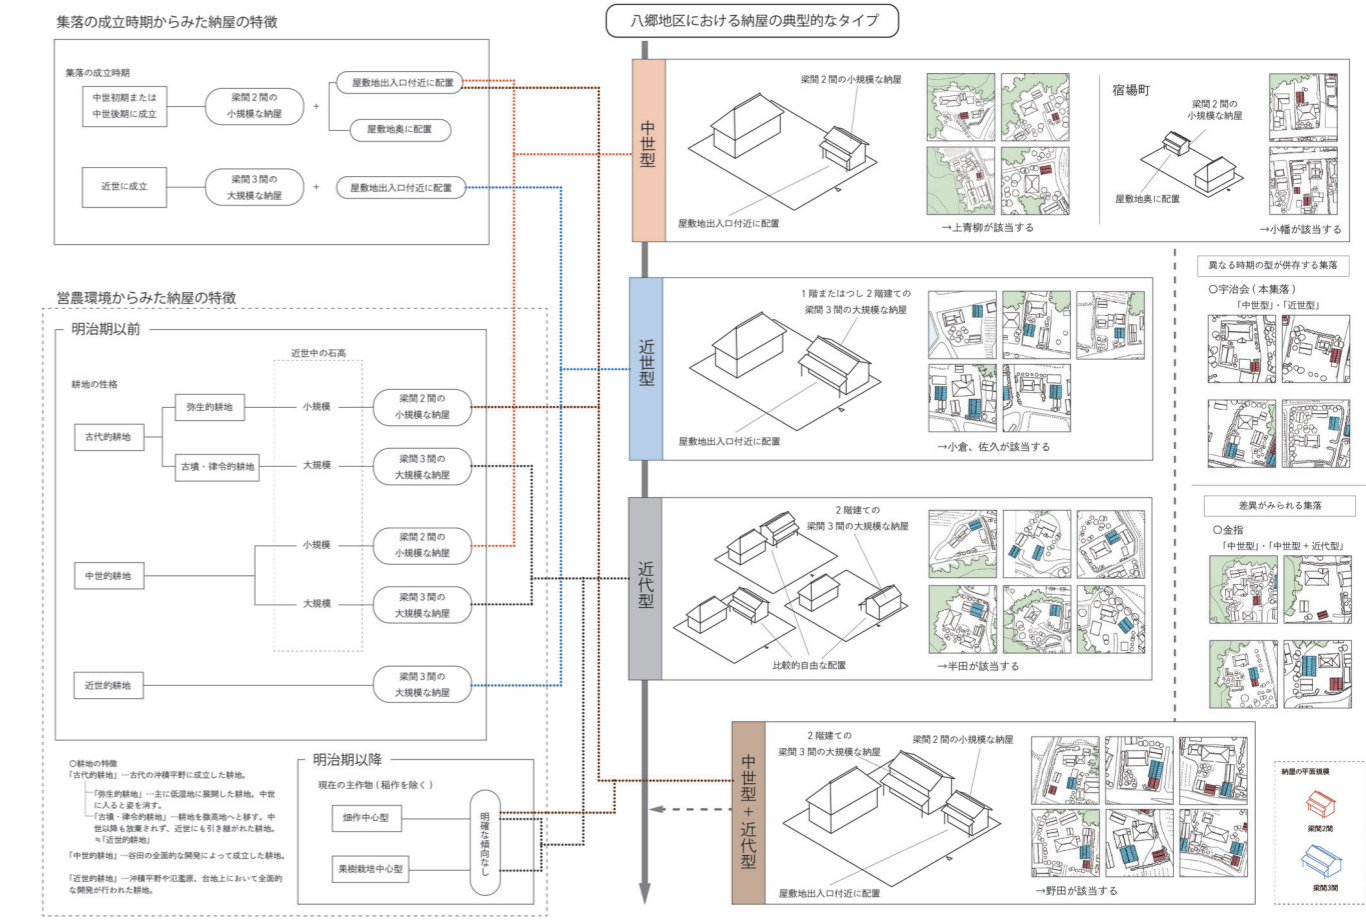 集落の成立時期からみた納屋の特徴
集落の成立時期
中世初期または
中世後期に成立
梁間２間の
小規模な納屋
+
屋敷地出入口付近に配置
屋敷地奥に配置
近世に成立
梁間３間の
大規模な納屋
+
屋敷地出入口付近に配置
営農環境からみた納屋の特徴
明治期以前
近世中の石高
耕地の性格
古代的耕地
弥生的耕地
小規模
梁間２間の
小規模な納屋
古墳・律令的耕地
大規模
梁間３間の
大規模な納屋
中世的耕地
小規模
梁間２間の
小規模な納屋
大規模
梁間３間の
大規模な納屋
近世的耕地
梁間３間の
大規模な納屋
○耕地の特徴
「古代的耕地」…古代の沖積平野に成立した耕地。
「弥生的耕地」…主に低湿地に展開した耕地。中世
に入ると姿を消す。
「古墳・律令的耕地」…耕地を微高地へと移す。中
世以降も放棄されず、近世にも引き継がれた耕地。
≒「近世的耕地」
「中世的耕地」…谷田の全面的な開発によって成立した耕地。
「近世的耕地」…沖積平野や氾濫原、台地上において全面的
な開発が行われた耕地。
明治期以降
現在の主作物（稲作を除く）
畑作中心型
果樹栽培中心型
明確な傾向なし
八郷地区における納屋の典型的なタイプ
中世型
梁間２間の小規模な納屋
屋敷地出入口付近に配置
→上青柳が該当する
宿場町
梁間２間の
小規模な納屋
屋敷地奥に配置
→小幡が該当する
近世型
１階またはつし２階建ての
梁間３間の大規模な納屋
屋敷地出入口付近に配置
→小倉、佐久が該当する
近代型
２階建ての
梁間３間の大規模な納屋
比較的自由な配置
→半田が該当する
中世型＋近代型
２階建ての
梁間３間の大規模な納屋
梁間２間の小規模な納屋
屋敷地出入口付近に配置
→野田が該当する
異なる時期の型が併存する集落
○宇治会（本集落）
「中世型」・「近世型」
差異がみられる集落
○金指
「中世型」・「中世型＋近代型」
納屋の平面規模
梁間2間
梁間3間